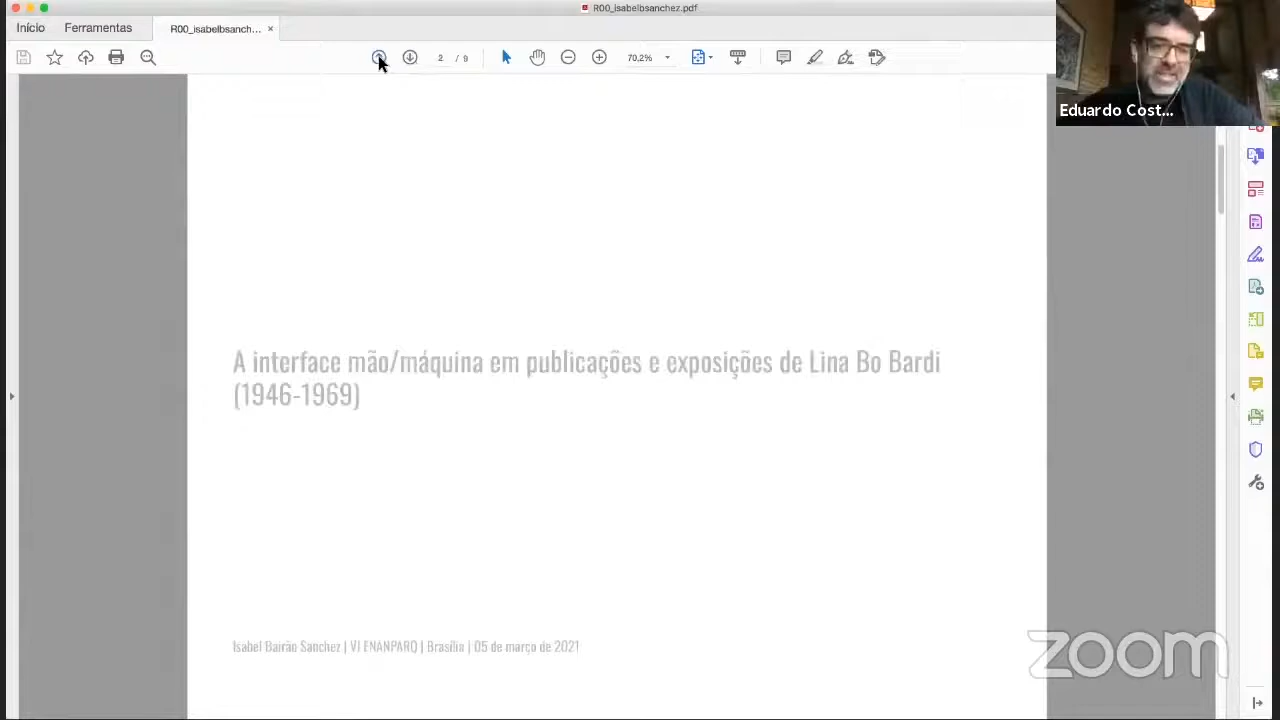 R00_isabelbsanchez.pdf
Início
Ferramentas
R00_isabelbsanch...
2 / 9
70,2%
Eduardo Cost...
A interface mão/máquina em publicações e exposições de Lina Bo Bardi
(1946-1969)
Isabel Bairão Sanchez | VI ENANPARQ | Brasília | 05 de março de 2021
zoom